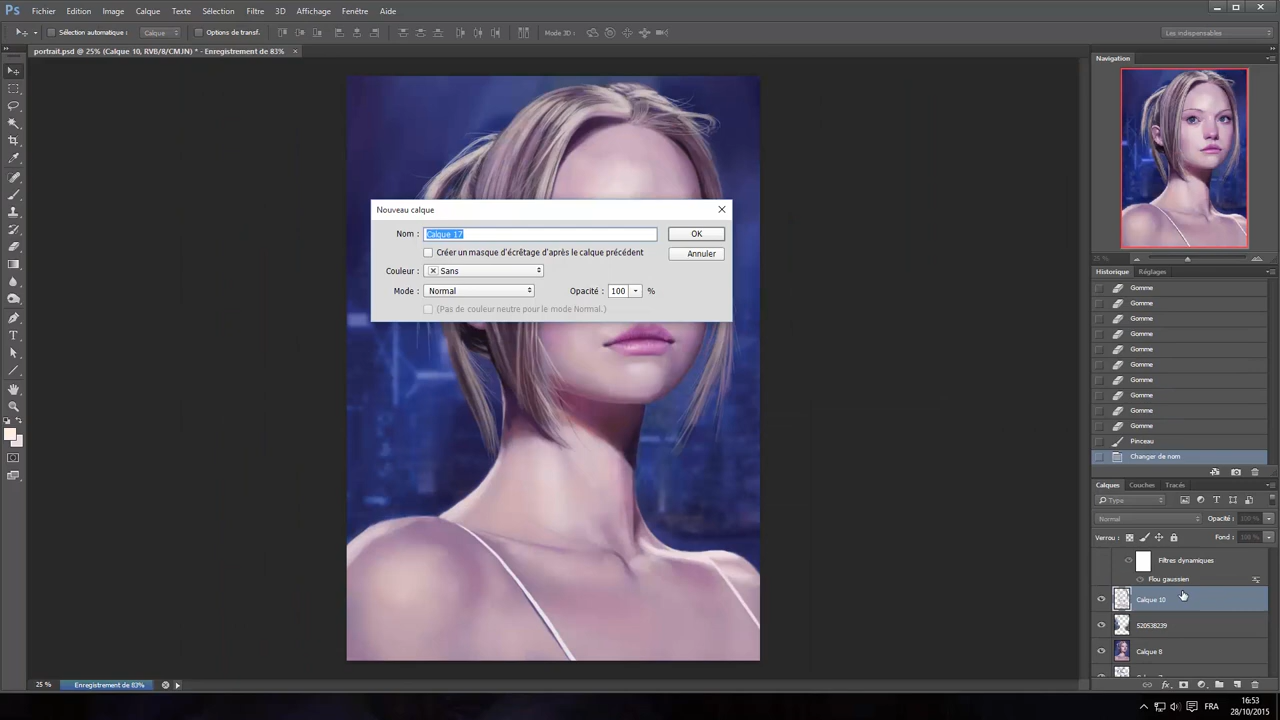 Ps Fichier Edition Image Calque Texte Sélection Filtre 3D Affichage Fenêtre Aide
Sélection automatique : Calque Options de transf. Mode 3D : Les indispensables
portrait.psd @ 25% (Calque 10, RVB/8/CMJN) * - Enregistrement de 83% ×
Navigation
Nouveau calque
Nom : Calque 17 OK
Créer un masque d'écrêtage d'après le calque précédent Annuler
Couleur : Sans
Mode : Normal Opacité : 100 %
(Pas de couleur neutre pour le mode Normal.)
25 %
Historique Réglages
Gomme
Gomme
Gomme
Gomme
Gomme
Gomme
Gomme
Gomme
Gomme
Gomme
Pinceau
Changer de nom
Calques Couches Tracés
Type
Normal Opacité : 100 %
Verrou : Fond : 100 %
Filtres dynamiques
Flou gaussien
Calque 10
520538239
Calque 8
25 % Enregistrement de 83%
FRA 16:53
28/10/2015